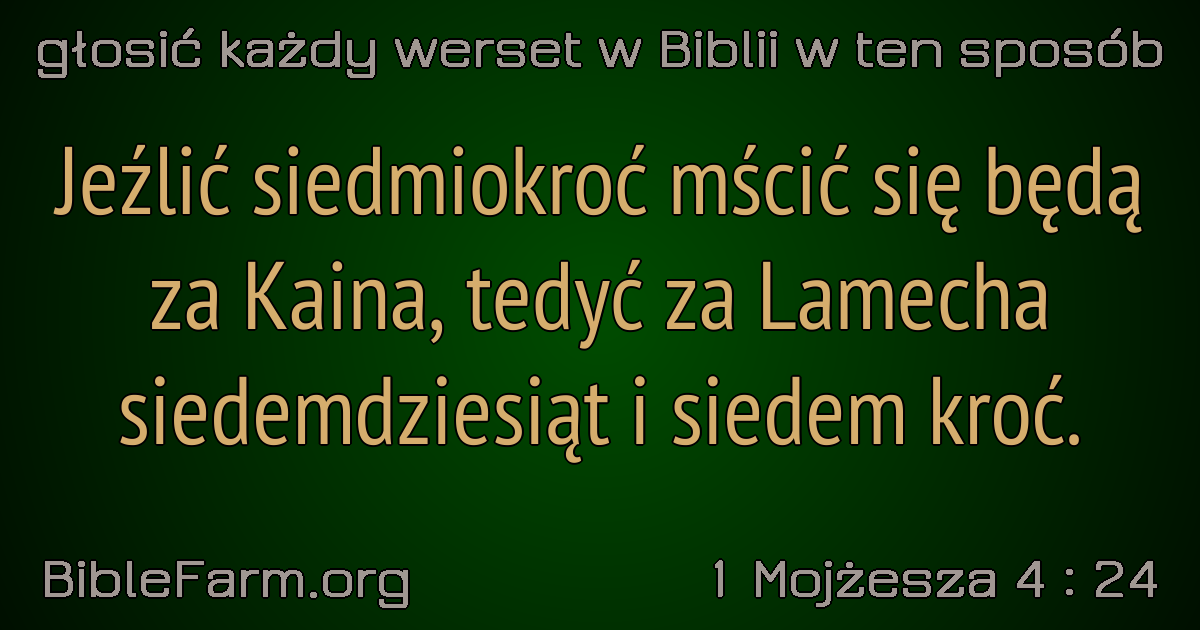 głosić każdy werset w Biblii w ten sposób
Jeźlić siedmiokroć mścić się będą
za Kaina, tedyć za Lamecha
siedemdziesiąt i siedem kroć.
BibleFarm.org
1 Mojżesza 4 : 24